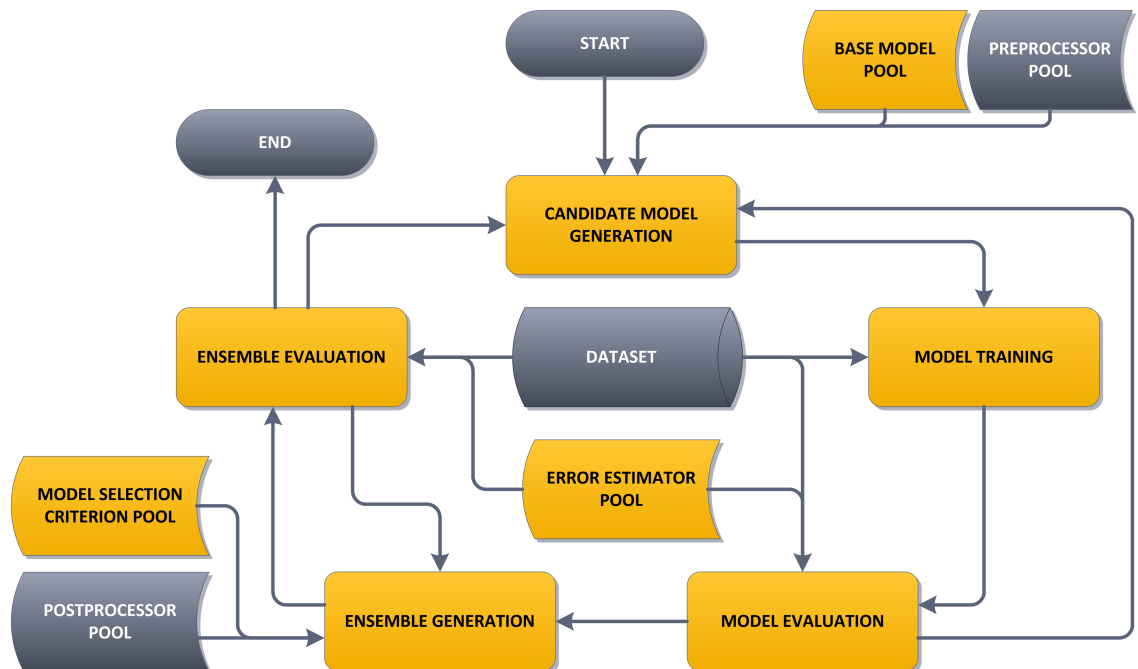 START
BASE MODEL
POOL
PREPROCESSOR
POOL
END
CANDIDATE MODEL
GENERATION
ENSEMBLE EVALUATION
DATASET
MODEL TRAINING
MODEL SELECTION
CRITERION POOL
ERROR ESTIMATOR
POOL
POSTPROCESSOR
POOL
ENSEMBLE GENERATION
MODEL EVALUATION